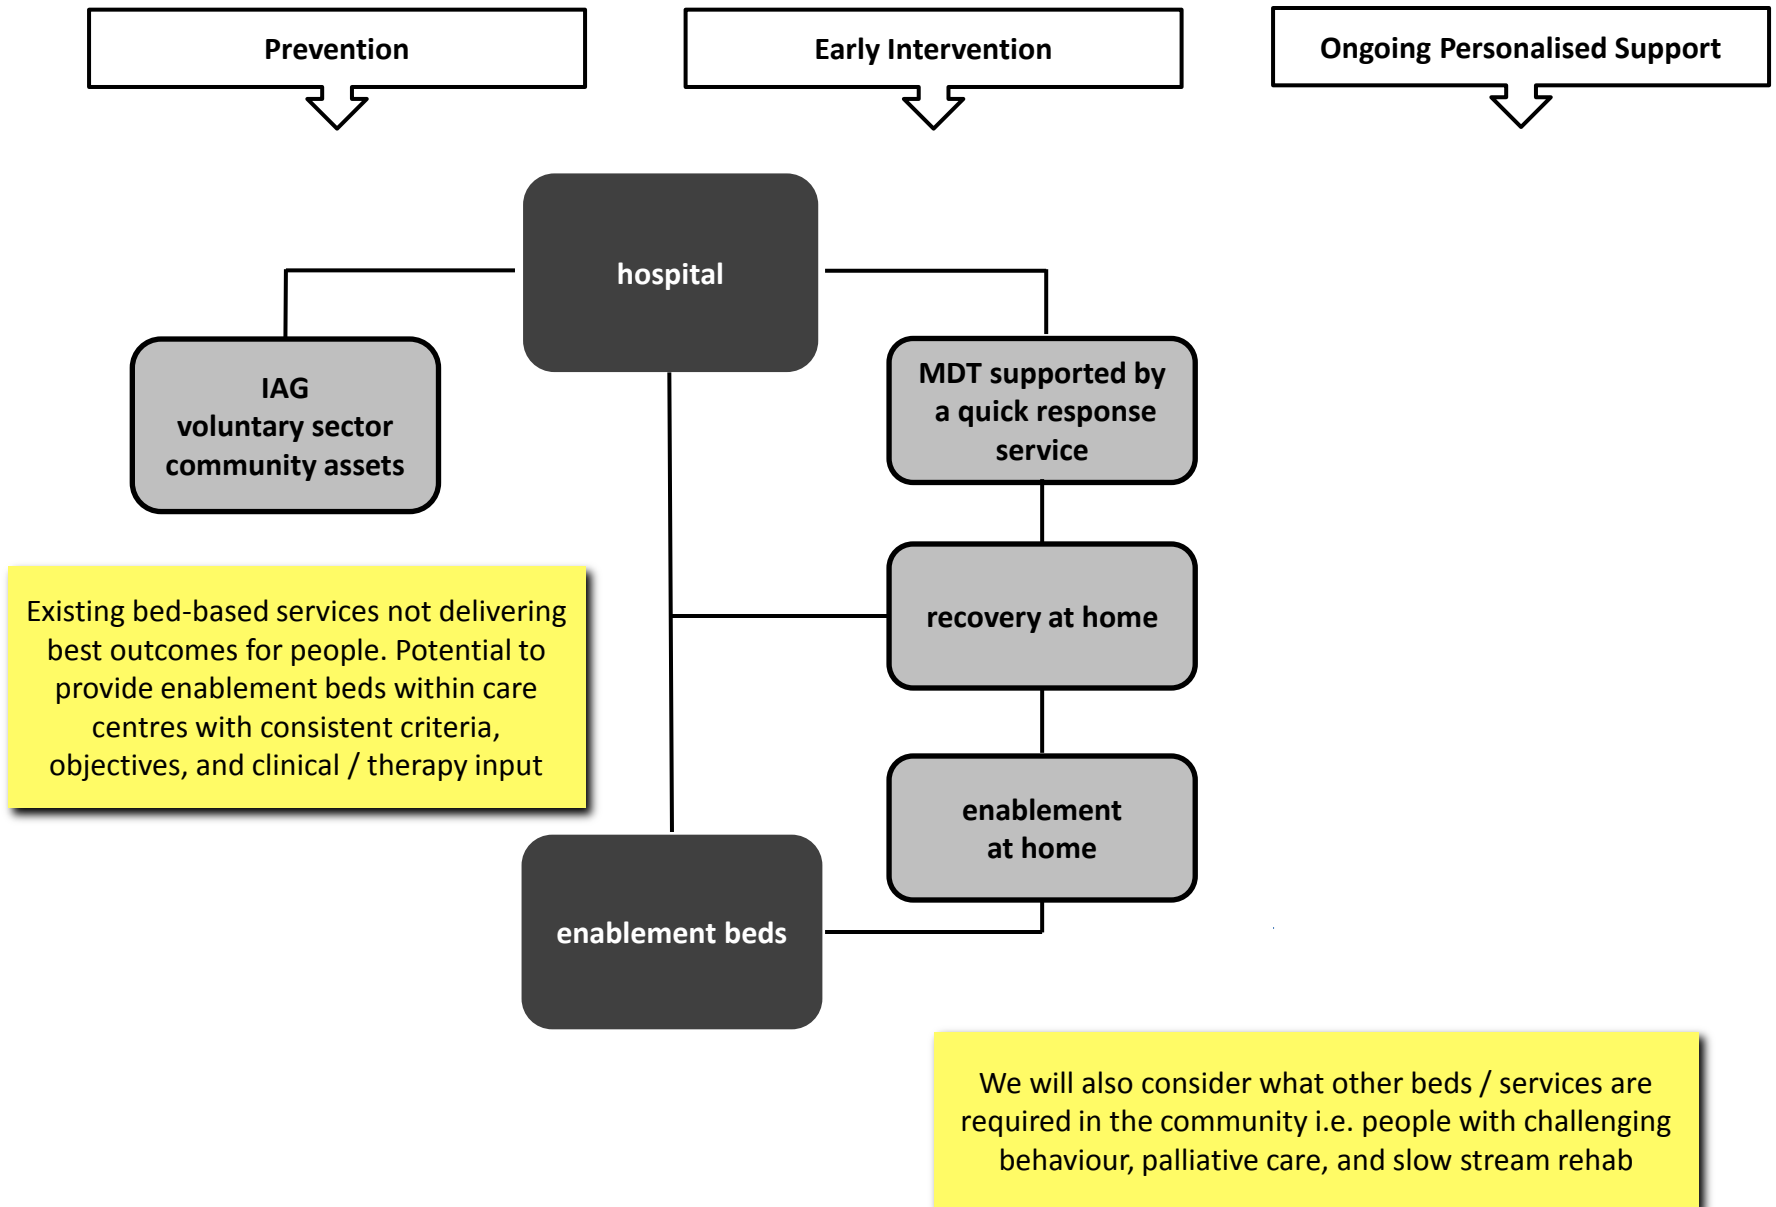 Prevention
Early Intervention
Ongoing Personalised Support
hospital
IAG
voluntary sector
community assets
MDT supported by
a quick response
service
recovery at home
Existing bed-based services not delivering
best outcomes for people. Potential to
provide enablement beds within care
centres with consistent criteria,
objectives, and clinical / therapy input
enablement
at home
enablement beds
We will also consider what other beds / services are
required in the community i.e. people with challenging
behaviour, palliative care, and slow stream rehab